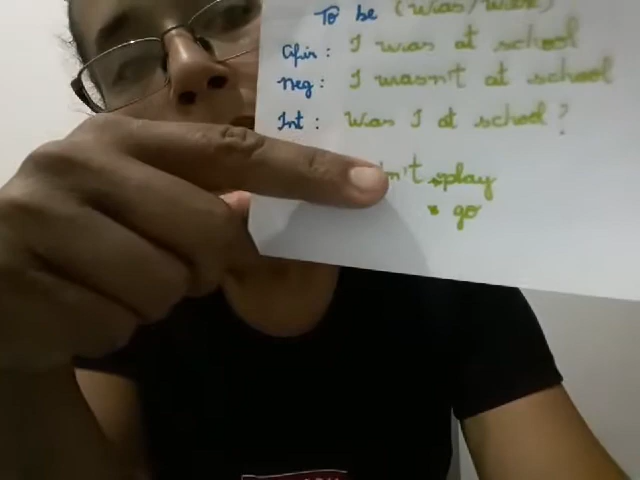 To be (was/were)
Afir: I was at school
Neg: I wasn't at school
Int: Was I at school?
play
go